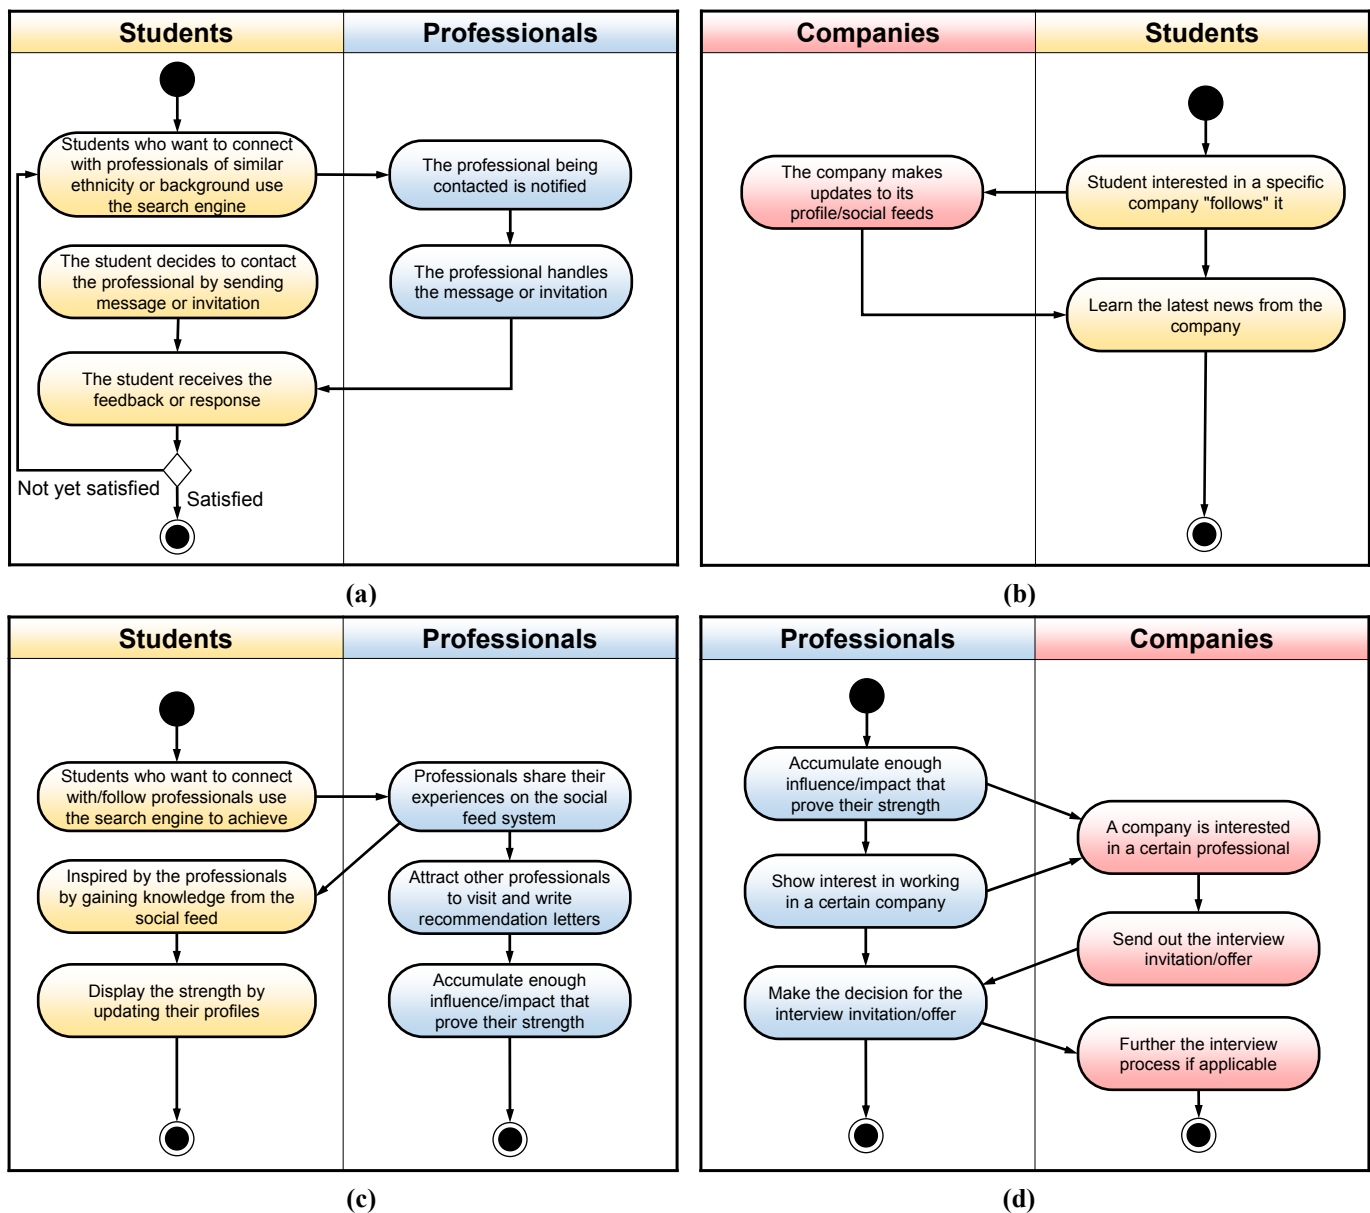 Students
Professionals
Students who want to connect
with professionals of similar
ethnicity or background use
the search engine
The professional being
contacted is notified
The student decides to contact
the professional by sending
message or invitation
The professional handles
the message or invitation
The student receives the
feedback or response
Not yet satisfied
Satisfied
(a)
Companies
Students
The company makes
updates to its
profile/social feeds
Student interested in a specific
company "follows" it
Learn the latest news from the
company
(b)
Students
Professionals
Students who want to connect
with/follow professionals use
the search engine to achieve
Professionals share their
experiences on the social
feed system
Inspired by the professionals
by gaining knowledge from the
social feed
Attract other professionals
to visit and write
recommendation letters
Display the strength by
updating their profiles
Accumulate enough
influence/impact that
prove their strength
(c)
Professionals
Companies
Accumulate enough
influence/impact that
prove their strength
A company is interested
in a certain professional
Show interest in working
in a certain company
Send out the interview
invitation/offer
Make the decision for the
interview invitation/offer
Further the interview
process if applicable
(d)